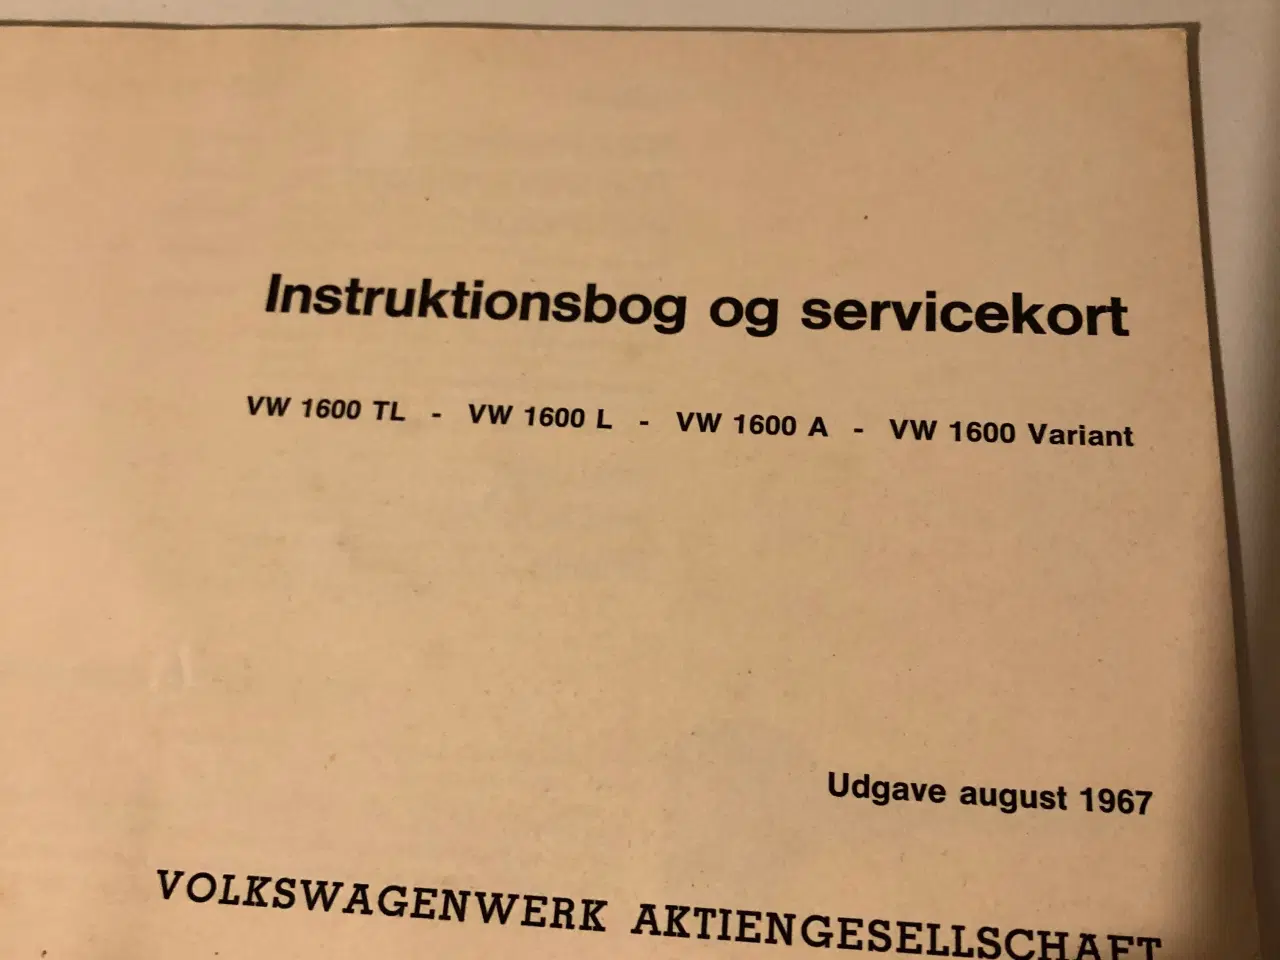 Instruktionsbog og servicekort
VW 1600 TL - VW 1600 L - VW 1600 A - VW 1600 Variant
Udgave august 1967
VOLKSWAGENWERK AKTIENGESELLSCHAFT